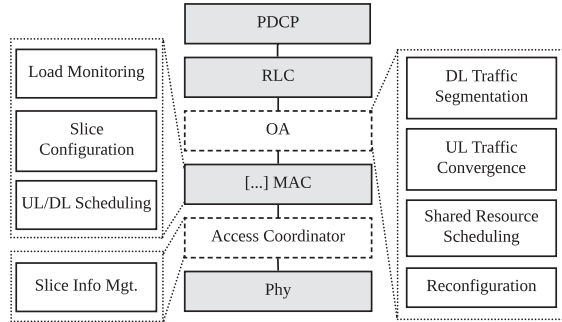 PDCP
RLC
OA
[...] MAC
Access Coordinator
Phy
Load Monitoring
Slice
Configuration
UL/DL Scheduling
Slice Info Mgt.
DL Traffic
Segmentation
UL Traffic
Convergence
Shared Resource
Scheduling
Reconfiguration